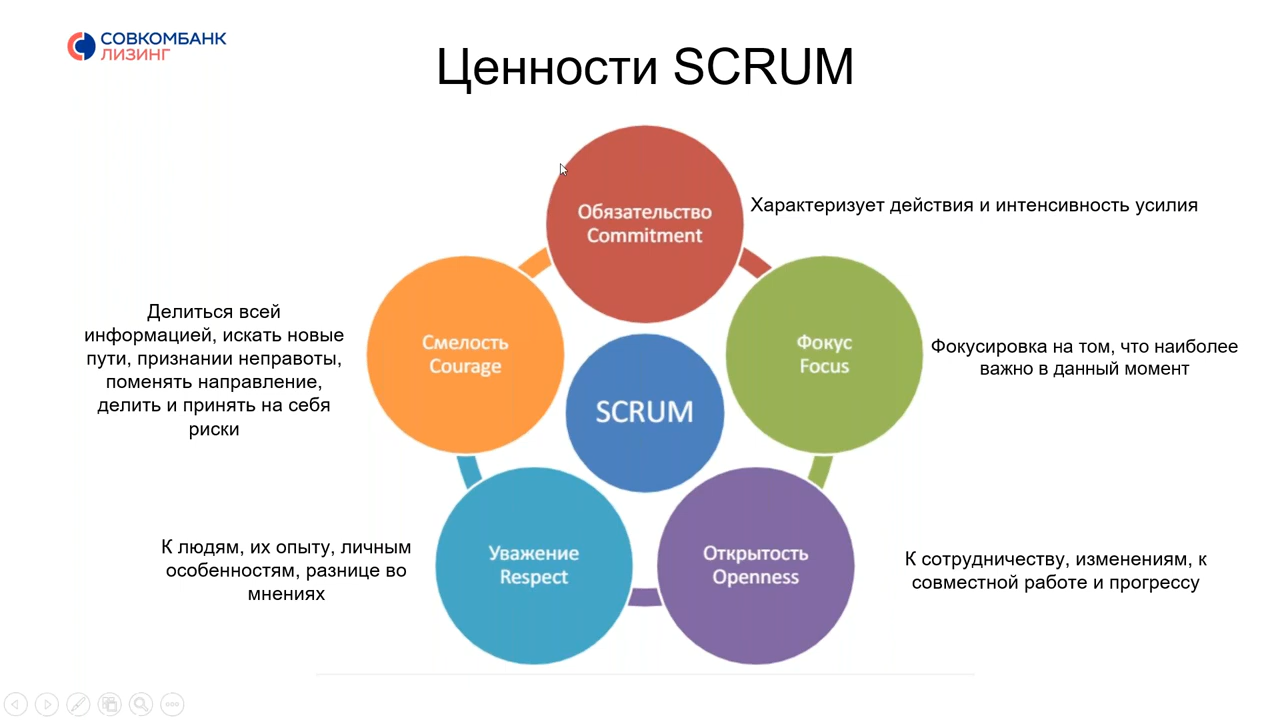 СОВКОМБАНК
ЛИЗИНГ
Ценности SCRUM
Обязательство
Commitment
Характеризует действия и интенсивность усилия
Смелость
Courage
Делиться всей
информацией, искать новые
пути, признании неправоты,
поменять направление,
делить и принять на себя
риски
Фокус
Focus
Фокусировка на том, что наиболее
важно в данный момент
SCRUM
Уважение
Respect
К людям, их опыту, личным
особенностям, разнице во
мнениях
Открытость
Openness
К сотрудничеству, изменениям, к
совместной работе и прогрессу